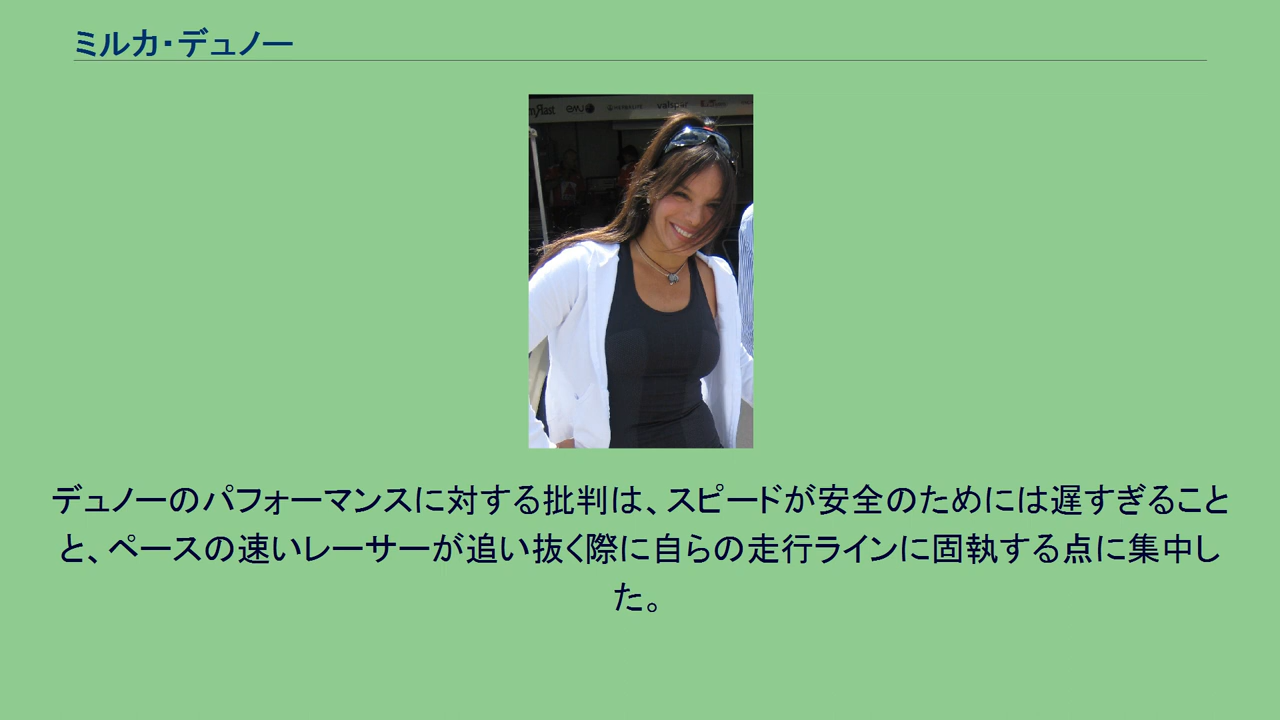 ミルカ・デュノー
emu
valspar
デュノーのパフォーマンスに対する批判は、スピードが安全のためには遅すぎること
と、ペースの速いレーサーが追い抜く際に自らの走行ラインに固執する点に集中し
た。